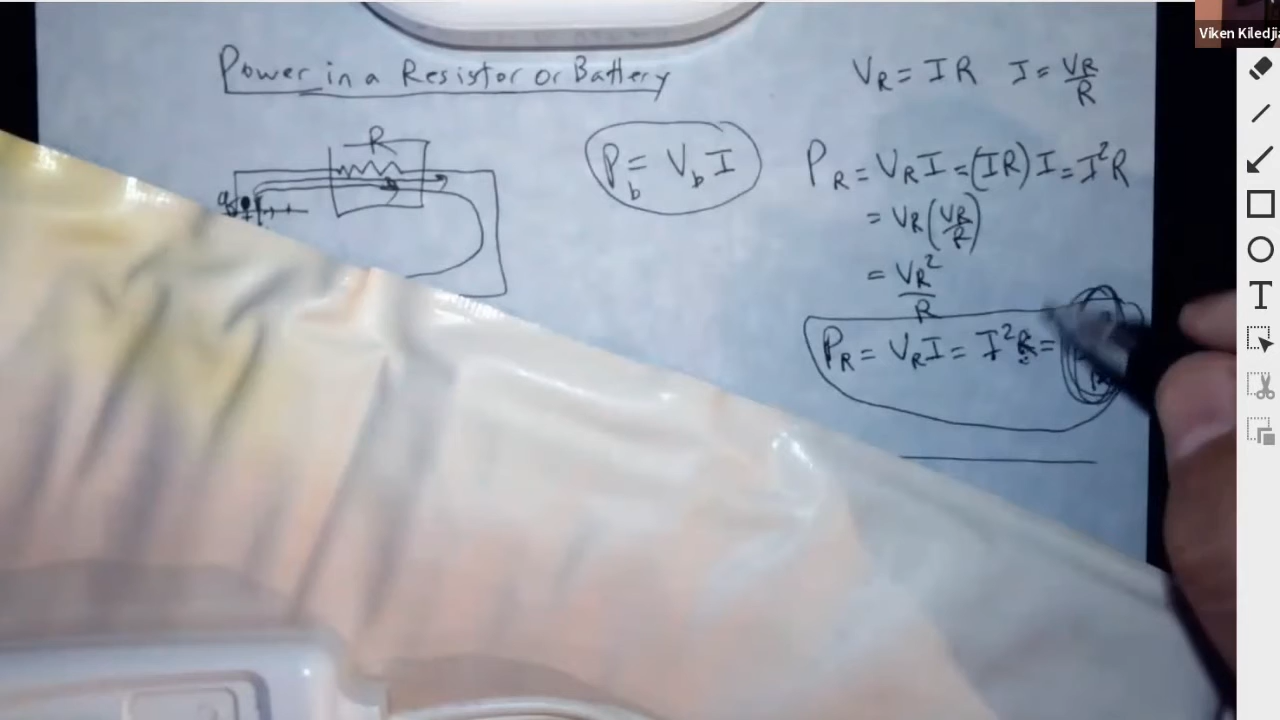 Viken Kiledji
Power in a Resistor or Battery
V_R = IR I = V_R/R
R
P_b = V_b I
P_R = V_R I = (IR) I = I²R
= V_R (V_R/R)
= V_R²/R
P_R = V_R I = I²R =
T